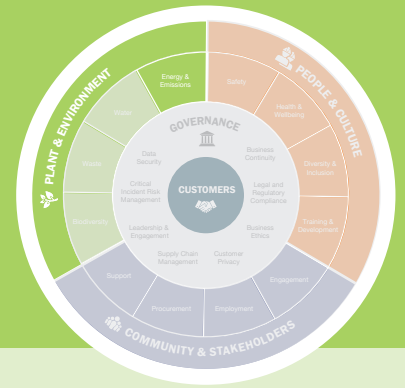 PLANT & ENVIRONMENT
PEOPLE & CULTURE
COMMUNITY & STAKEHOLDERS
Energy &
Emissions
Safety
Health &
Wellbeing
Diversity &
Inclusion
Training &
Development
Engagement
Employment
Procurement
Support
Biodiversity
Waste
Water
GOVERNANCE
Data
Security
Business
Continuity
Critical
Incident Risk
Management
Legal and
Regulatory
Compliance
Leadership &
Engagement
Business
Ethics
Supply Chain
Management
Customer
Privacy
CUSTOMERS